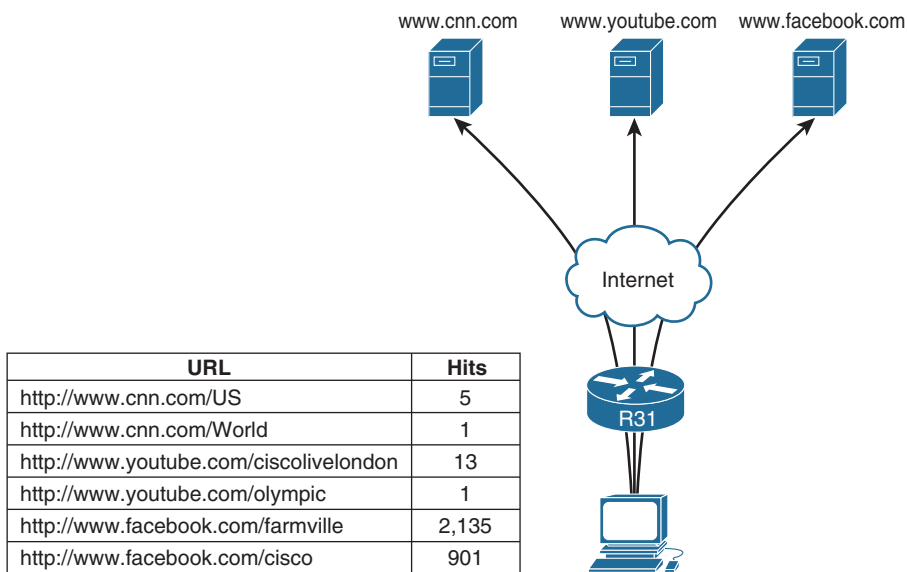 www.cnn.com www.youtube.com www.facebook.com
Internet
R31
URL Hits
http://www.cnn.com/US 5
http://www.cnn.com/World 1
http://www.youtube.com/ciscolivelondon 13
http://www.youtube.com/olympic 1
http://www.facebook.com/farmville 2,135
http://www.facebook.com/cisco 901